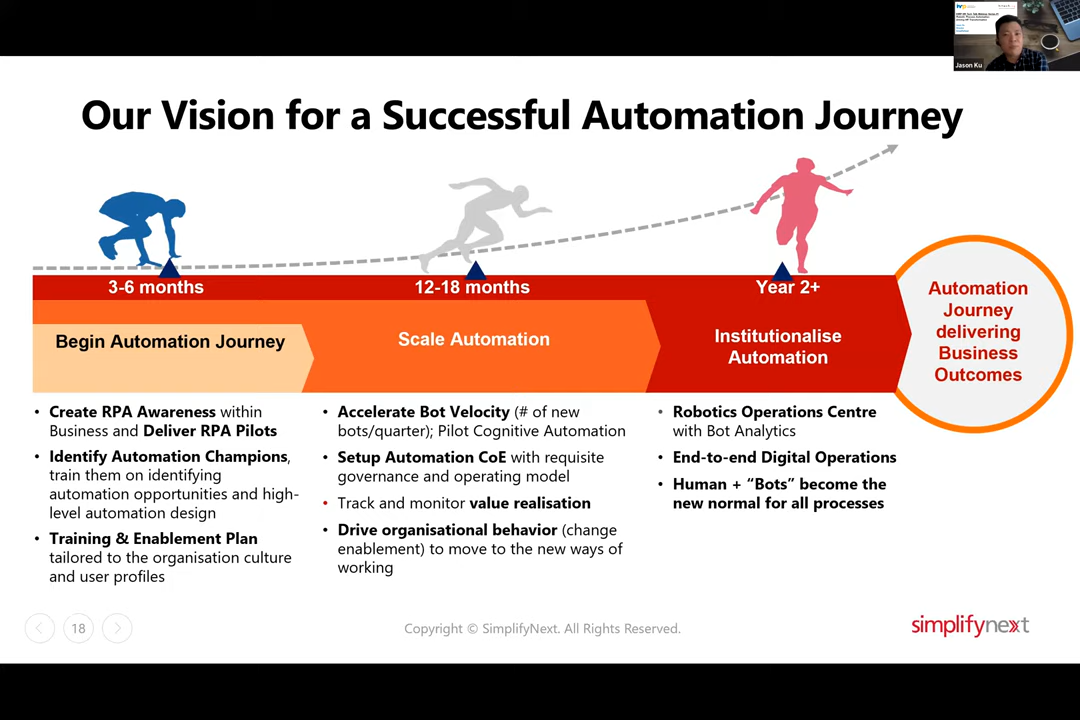 Jason Ku
Our Vision for a Successful Automation Journey
3-6 months
12-18 months
Year 2+
Begin Automation Journey
Scale Automation
Institutionalise
Automation
Automation
Journey
delivering
Business
Outcomes
• Create RPA Awareness within
Business and Deliver RPA Pilots
• Identify Automation Champions,
train them on identifying
automation opportunities and high-
level automation design
• Training & Enablement Plan
tailored to the organisation culture
and user profiles
• Accelerate Bot Velocity (# of new
bots/quarter); Pilot Cognitive Automation
• Setup Automation CoE with requisite
governance and operating model
• Track and monitor value realisation
• Drive organisational behavior (change
enablement) to move to the new ways of
working
• Robotics Operations Centre
with Bot Analytics
• End-to-end Digital Operations
• Human + “Bots” become the
new normal for all processes
18
Copyright © SimplifyNext. All Rights Reserved.
simplifynext